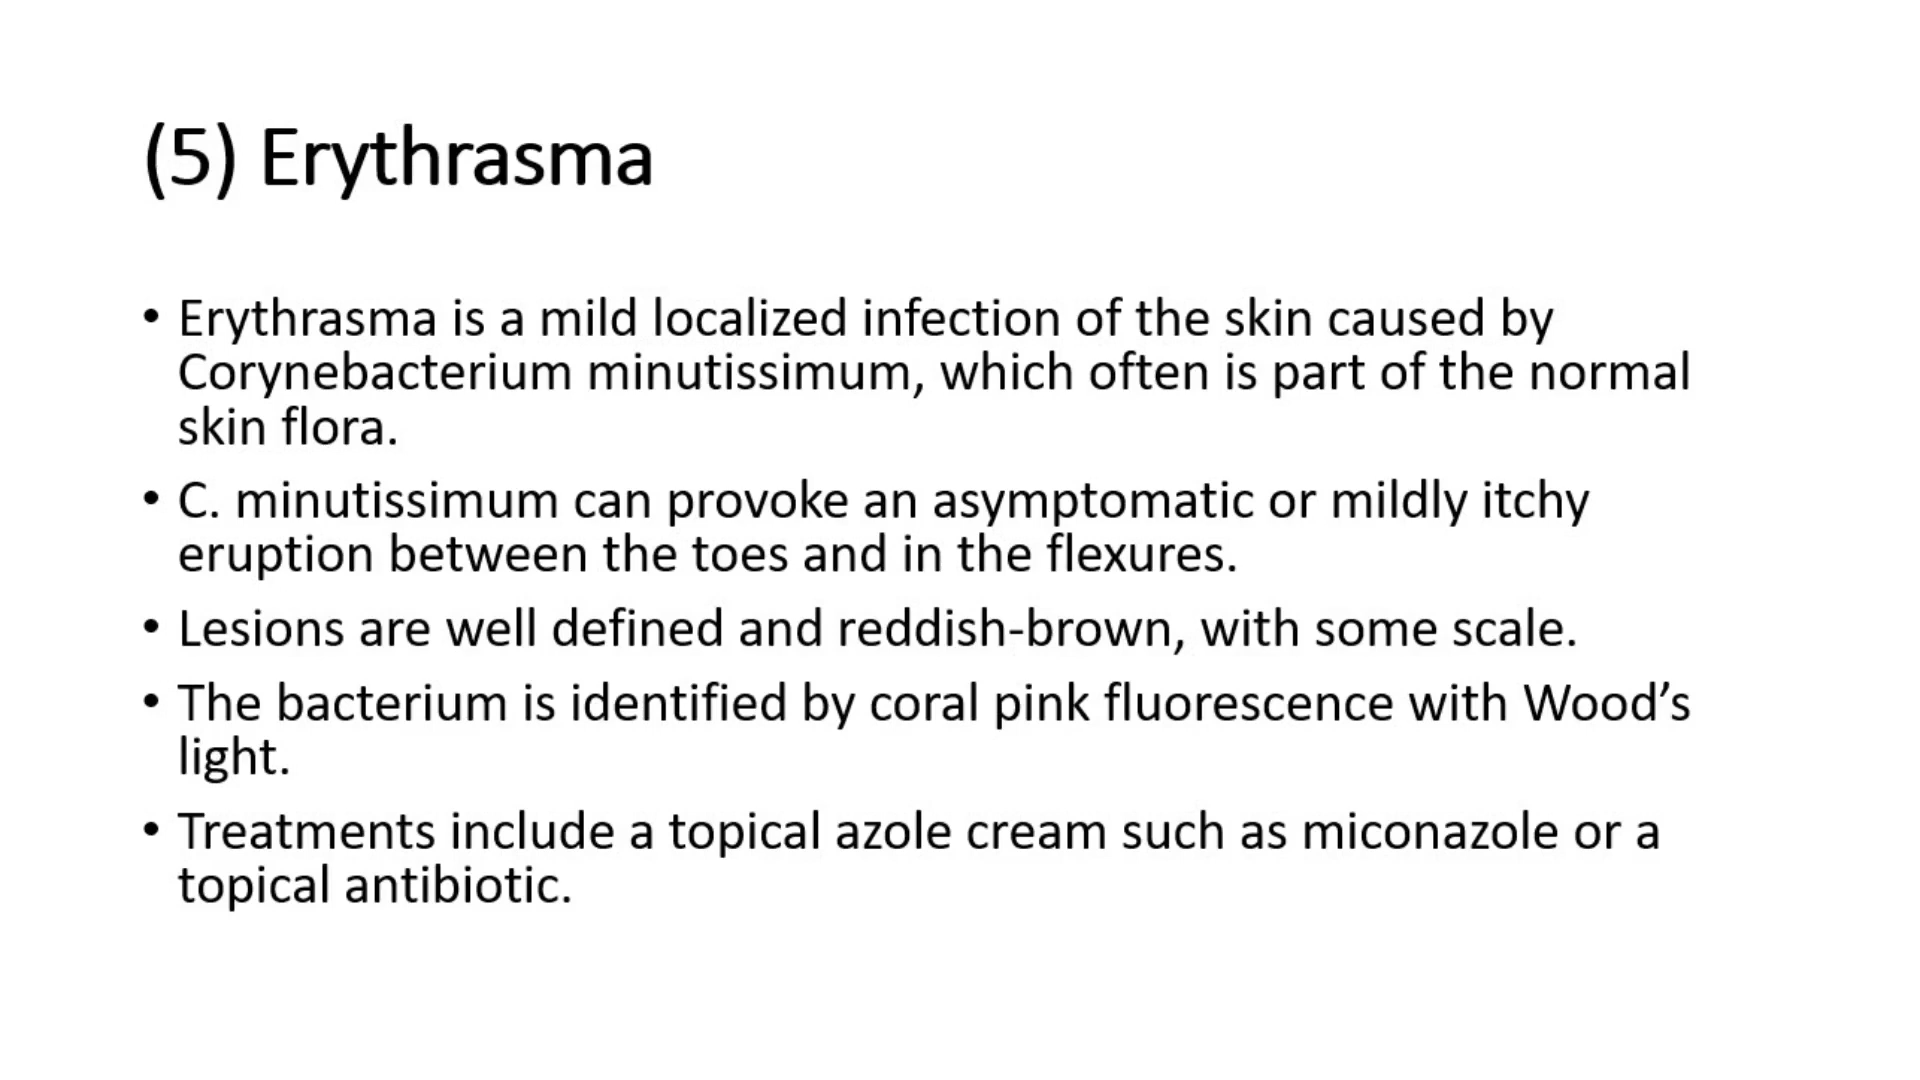 (5) Erythrasma
• Erythrasma is a mild localized infection of the skin caused by
Corynebacterium minutissimum, which often is part of the normal
skin flora.
• C. minutissimum can provoke an asymptomatic or mildly itchy
eruption between the toes and in the flexures.
• Lesions are well defined and reddish-brown, with some scale.
• The bacterium is identified by coral pink fluorescence with Wood’s
light.
• Treatments include a topical azole cream such as miconazole or a
topical antibiotic.